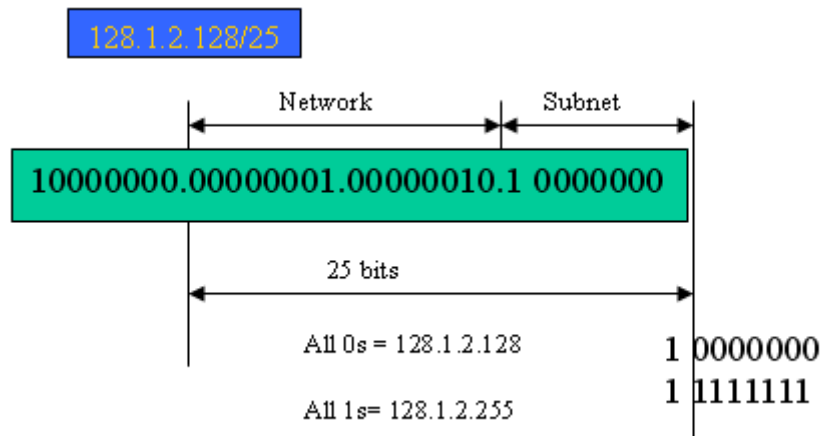 128.1.2.128/25
Network Subnet
10000000.00000001.00000010.1 0000000
25 bits
All 0s = 128.1.2.128 1 0000000
All 1s= 128.1.2.255 1 1111111